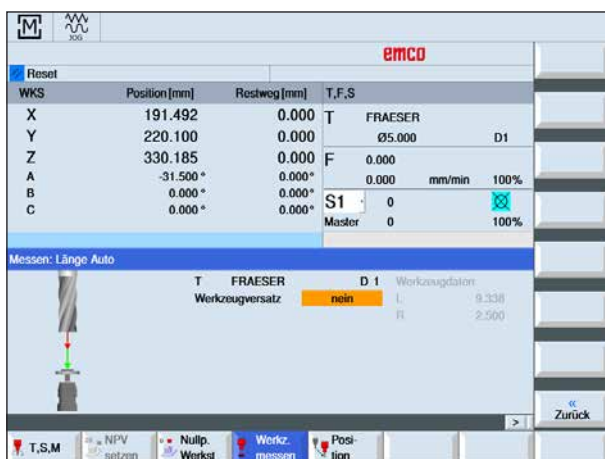 M
JOG
emco
Reset
WKS Position [mm] Restweg [mm] T,F,S
X 191.492 0.000 T FRAESER
Y 220.100 0.000 Ø5.000 D1
Z 330.185 0.000 F 0.000
A -31.500 ° 0.000° 0.000 mm/min 100%
B 0.000 ° 0.000° S1 0
C 0.000 ° 0.000° Master 0 100%
Messen: Länge Auto
T FRAESER D 1 Werkzeugdaten
Werkzeugversatz nein L 9.338
R 2.500
« Zurück
>
T,S,M NPV setzen Nullp. Werkst Werkz. messen Posi-tion